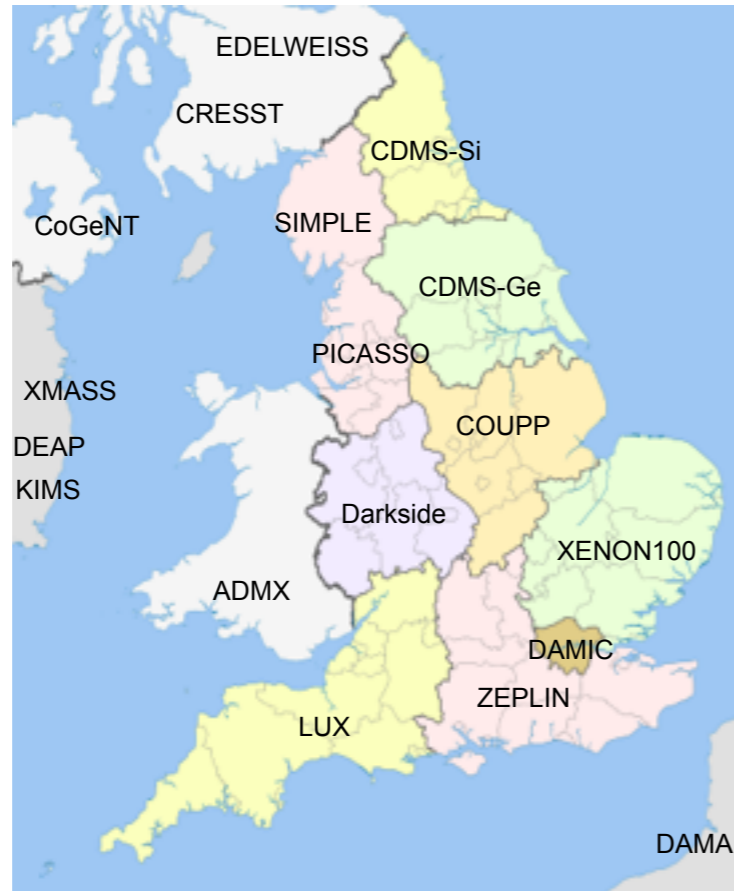 EDELWEISS
CRESST
CDMS-Si
SIMPLE
CoGeNT
CDMS-Ge
PICASSO
XMASS
COUPP
DEAP
KIMS
Darkside
XENON100
ADMX
DAMIC
ZEPLIN
LUX
DAMA